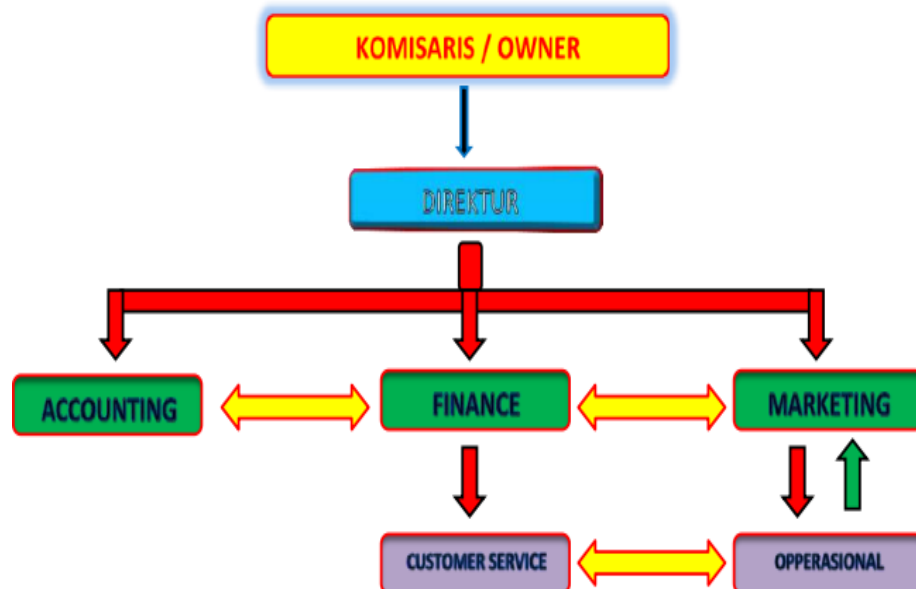 KOMISARIS / OWNER
DIREKTUR
ACCOUNTING
FINANCE
MARKETING
CUSTOMER SERVICE
OPPERASIONAL